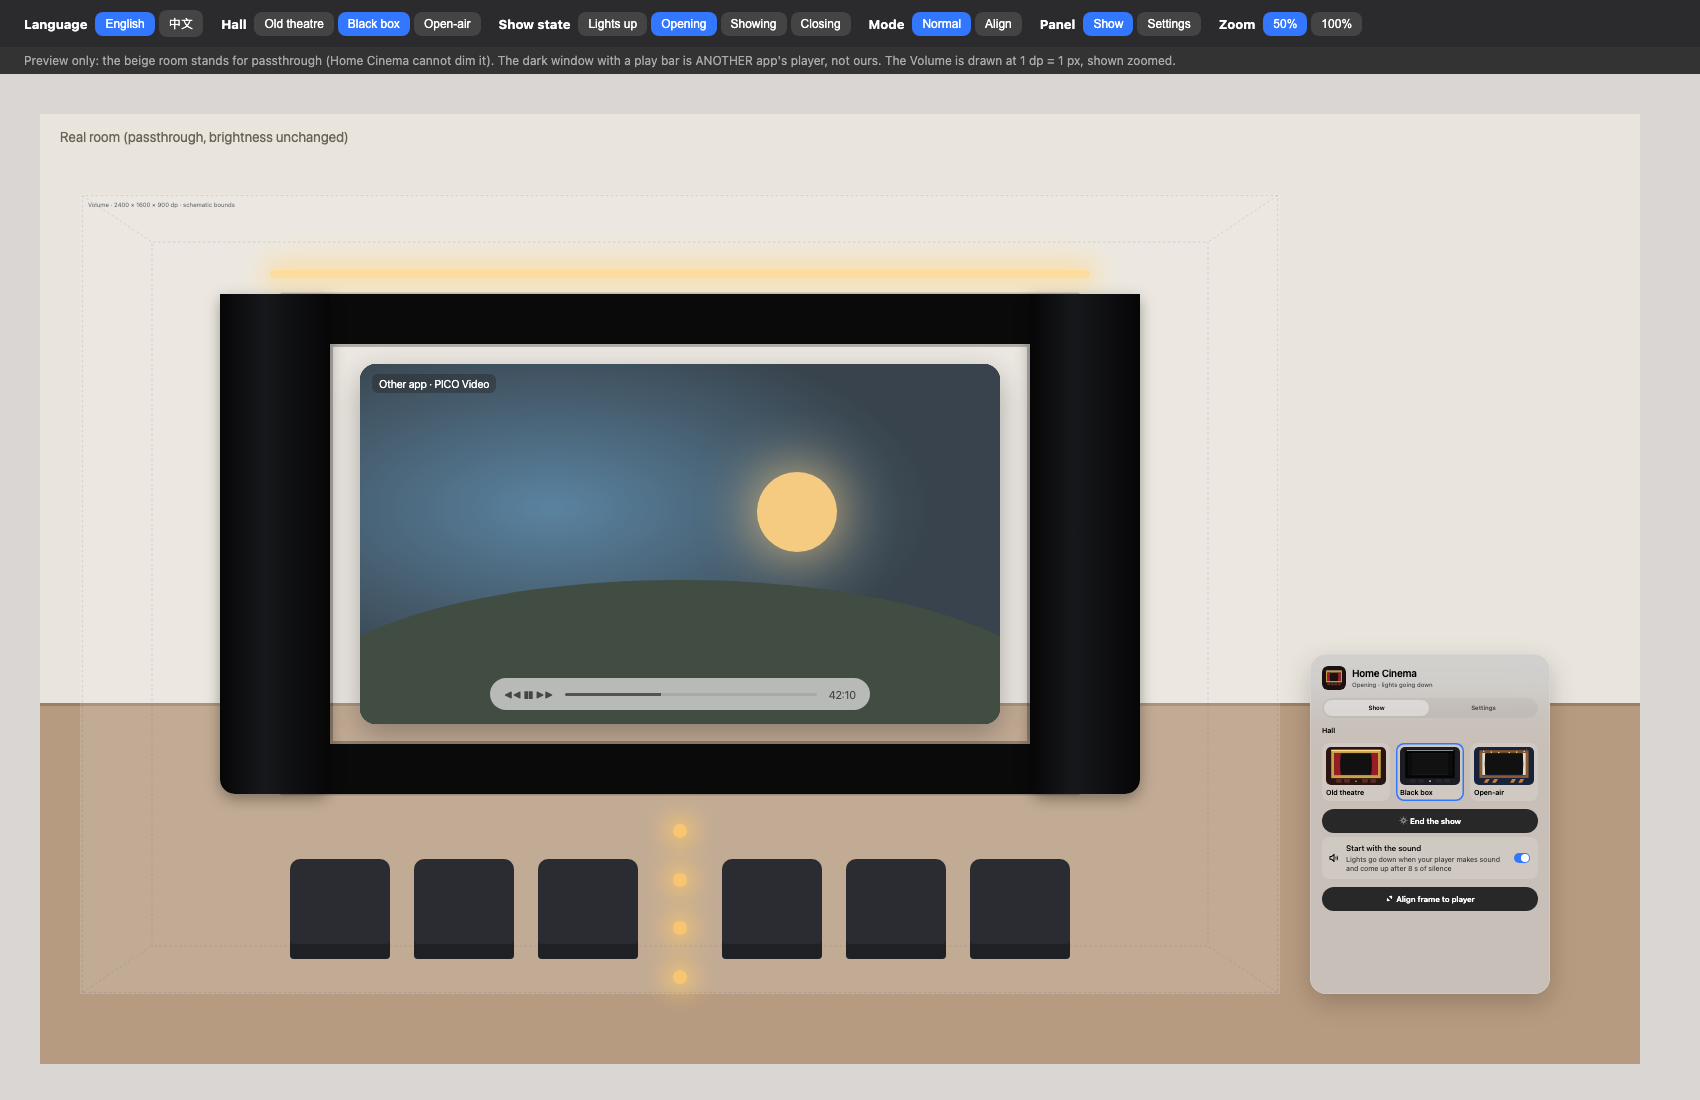 Language English 中文 Hall Old theatre Black box Open-air Show state Lights up Opening Showing Closing Mode Normal Align Panel Show Settings Zoom 50% 100%
Preview only: the beige room stands for passthrough (Home Cinema cannot dim it). The dark window with a play bar is ANOTHER app's player, not ours. The Volume is drawn at 1 dp = 1 px, shown zoomed.
Real room (passthrough, brightness unchanged)
Volume · 2400 × 1600 × 900 dp · schematic bounds
Other app · PICO Video
42:10
Home Cinema
Opening · lights going down
Show Settings
Hall
Old theatre Black box Open-air
End the show
Start with the sound
Lights go down when your player makes sound
and come up after 8 s of silence
Align frame to player